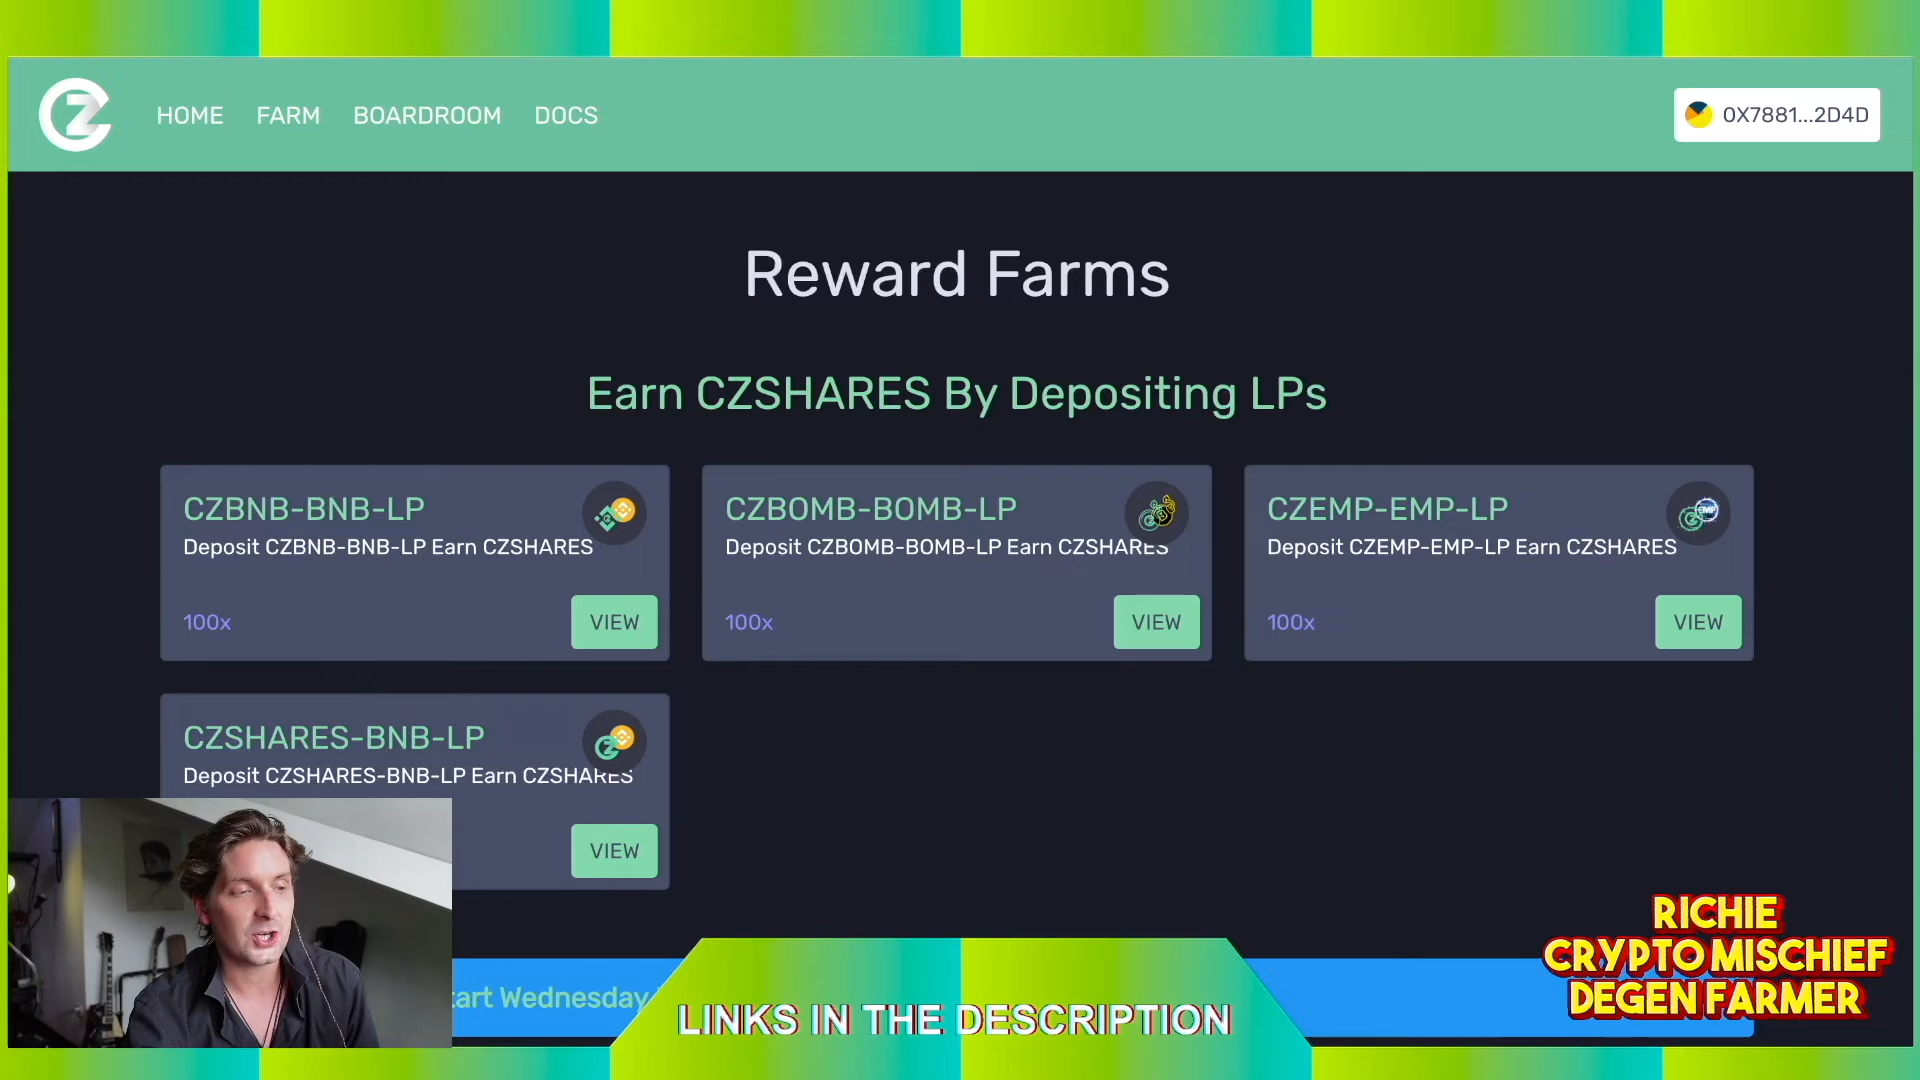 HOME FARM BOARDROOM DOCS
0X7881...2D4D
Reward Farms
Earn CZSHARES By Depositing LPs
CZBNB-BNB-LP
Deposit CZBNB-BNB-LP Earn CZSHARES
100x
VIEW
CZBOMB-BOMB-LP
Deposit CZBOMB-BOMB-LP Earn CZSHARES
100x
VIEW
CZEMP-EMP-LP
EMP
Deposit CZEMP-EMP-LP Earn CZSHARES
100x
VIEW
CZSHARES-BNB-LP
Deposit CZSHARES-BNB-LP Earn CZSHARES
VIEW
tart Wednesday
LINKS IN THE DESCRIPTION
RICHIE
CRYPTO MISCHIEF
DEGEN FARMER